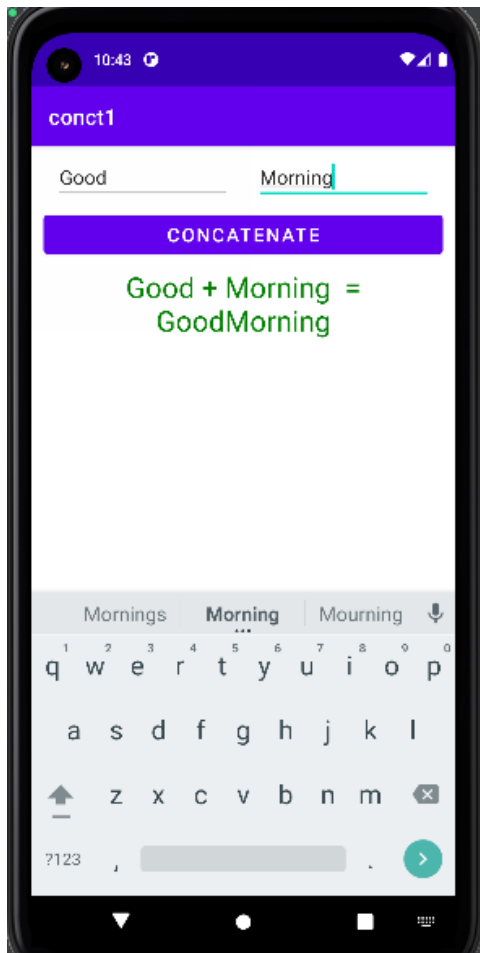 10:43
conct1
Good Morning
CONCATENATE
Good + Morning =
GoodMorning
Mornings Morning Mourning
1 2 3 4 5 6 7 8 9 0
q w e r t y u i o p
a s d f g h j k l
z x c v b n m
?123 , .